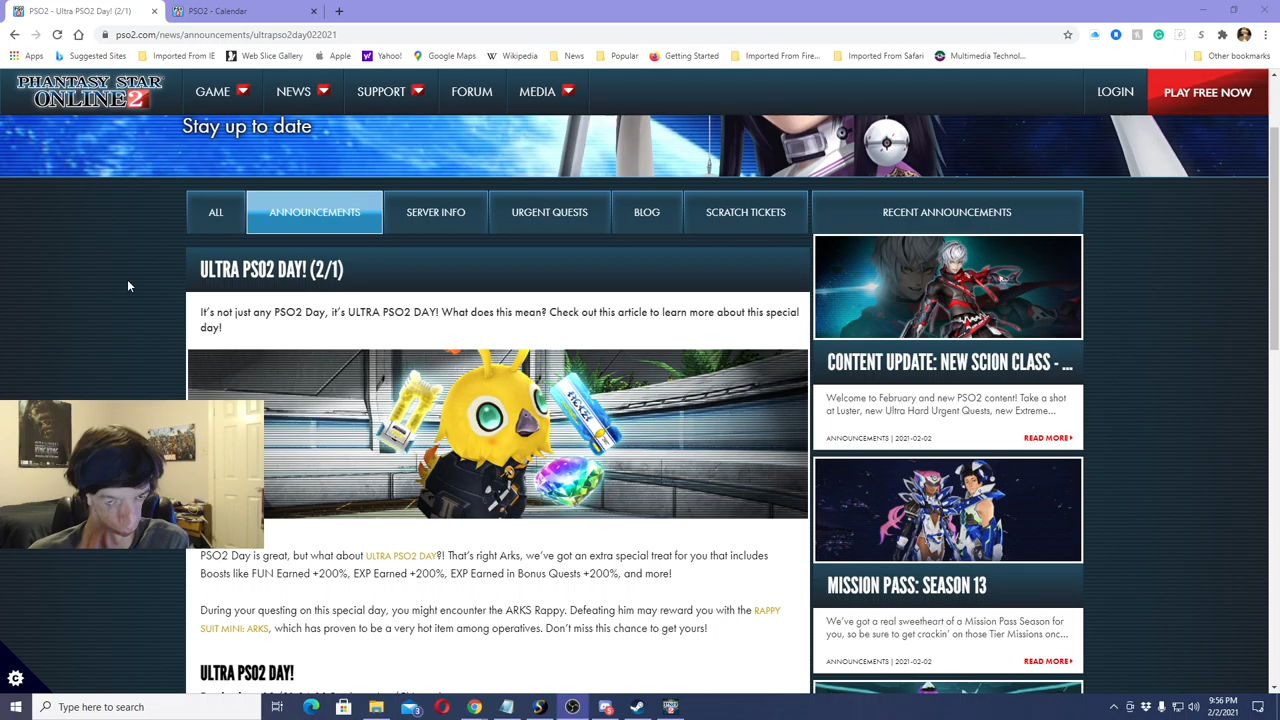 PSO2 - Ultra PSO2 Day! (2/1)
PSO2 - Calendar
pso2.com/news/announcements/ultrapso2day022021
Apps
Suggested Sites
Imported From IE
Web Slice Gallery
Apple
Yahoo!
Google Maps
Wikipedia
News
Popular
Getting Started
Imported From Fire...
Imported From Safari
Multimedia Technol...
Other bookmarks
PHANTASY STAR ONLINE 2
GAME
NEWS
SUPPORT
FORUM
MEDIA
LOGIN
PLAY FREE NOW
Stay up to date
ALL
ANNOUNCEMENTS
SERVER INFO
URGENT QUESTS
BLOG
SCRATCH TICKETS
RECENT ANNOUNCEMENTS
ULTRA PSO2 DAY! (2/1)
It's not just any PSO2 Day, it's ULTRA PSO2 DAY! What does this mean? Check out this article to learn more about this special
day!
PSO2 Day is great, but what about ULTRA PSO2 DAY?! That's right Arks, we've got an extra special treat for you that includes
Boosts like FUN Earned +200%, EXP Earned +200%, EXP Earned in Bonus Quests +200%, and more!
During your questing on this special day, you might encounter the ARKS Rappy. Defeating him may reward you with the RAPPY
SUIT MINI: ARKS, which has proven to be a very hot item among operatives. Don't miss this chance to get yours!
ULTRA PSO2 DAY!
CONTENT UPDATE: NEW SCION CLASS - ...
Welcome to February and new PSO2 content! Take a shot
at Luster, new Ultra Hard Urgent Quests, new Extreme...
ANNOUNCEMENTS | 2021-02-02
READ MORE
MISSION PASS: SEASON 13
We've got a real sweetheart of a Mission Pass Season for
you, so be sure to get crackin' on those Tier Missions onc...
ANNOUNCEMENTS | 2021-02-02
READ MORE
Type here to search
9:56 PM
2/2/2021